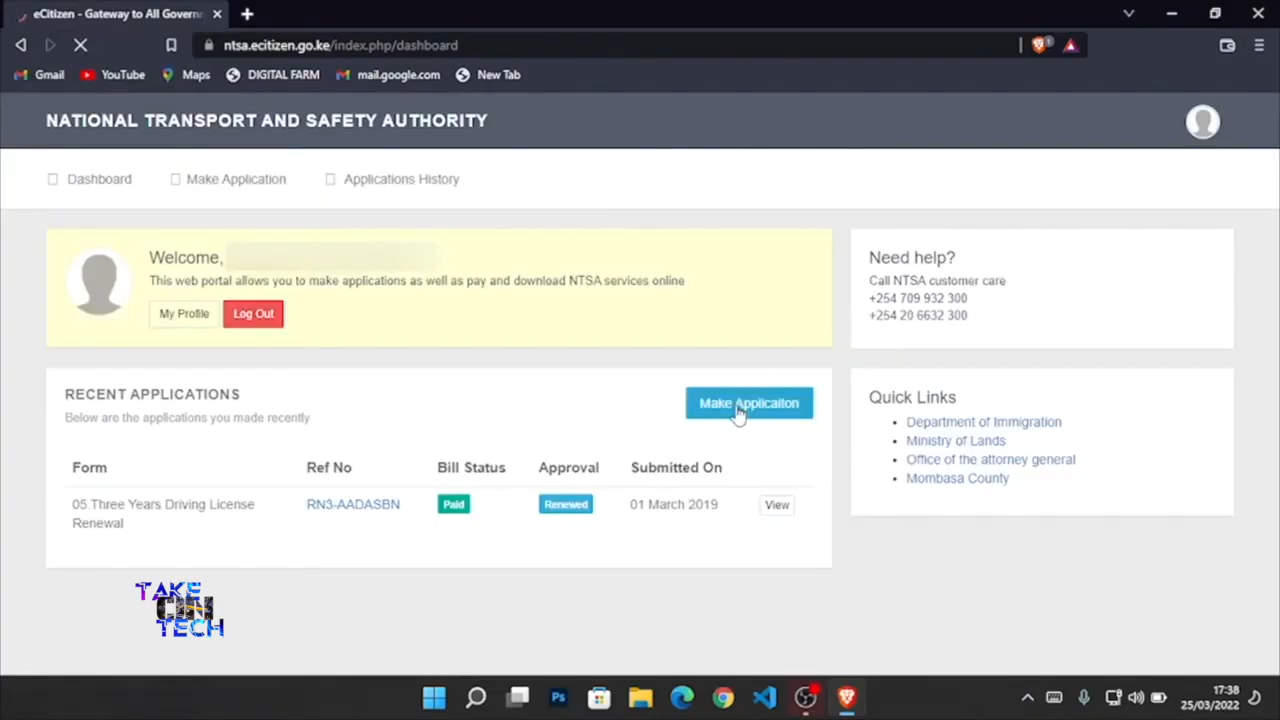 eCitizen - Gateway to All Governm
ntsa.ecitizen.go.ke/index.php/dashboard
Gmail YouTube Maps DIGITAL FARM mail.google.com New Tab
NATIONAL TRANSPORT AND SAFETY AUTHORITY
Dashboard Make Application Applications History
Welcome,
This web portal allows you to make applications as well as pay and download NTSA services online
My Profile Log Out
Need help?
Call NTSA customer care
+254 709 932 300
+254 20 6632 300
RECENT APPLICATIONS
Below are the applications you made recently
Make Applicaiton
Form Ref No Bill Status Approval Submitted On
05.Three Years Driving License Renewal RN3-AADASBN Paid Renewed 01 March 2019 View
Quick Links
Department of Immigration
Ministry of Lands
Office of the attorney general
Mombasa County
TAKE
ON
TECH
Ps
17:38
25/03/2022